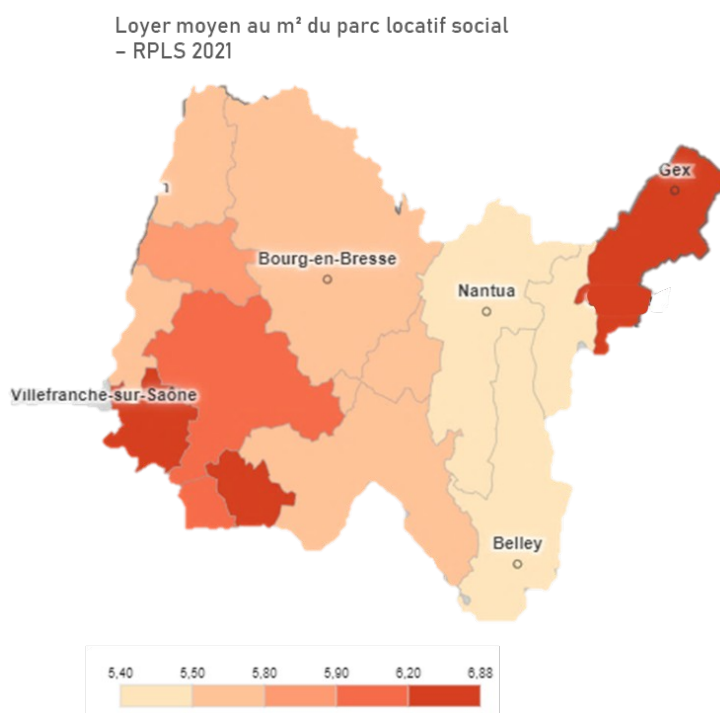 Loyer moyen au m² du parc locatif social
– RPLS 2021
Gex
n
Bourg-en-Bresse
Nantua
Villefranche-sur-Saône
Belley
5,40 5,50 5,80 5,90 6,20 6,88